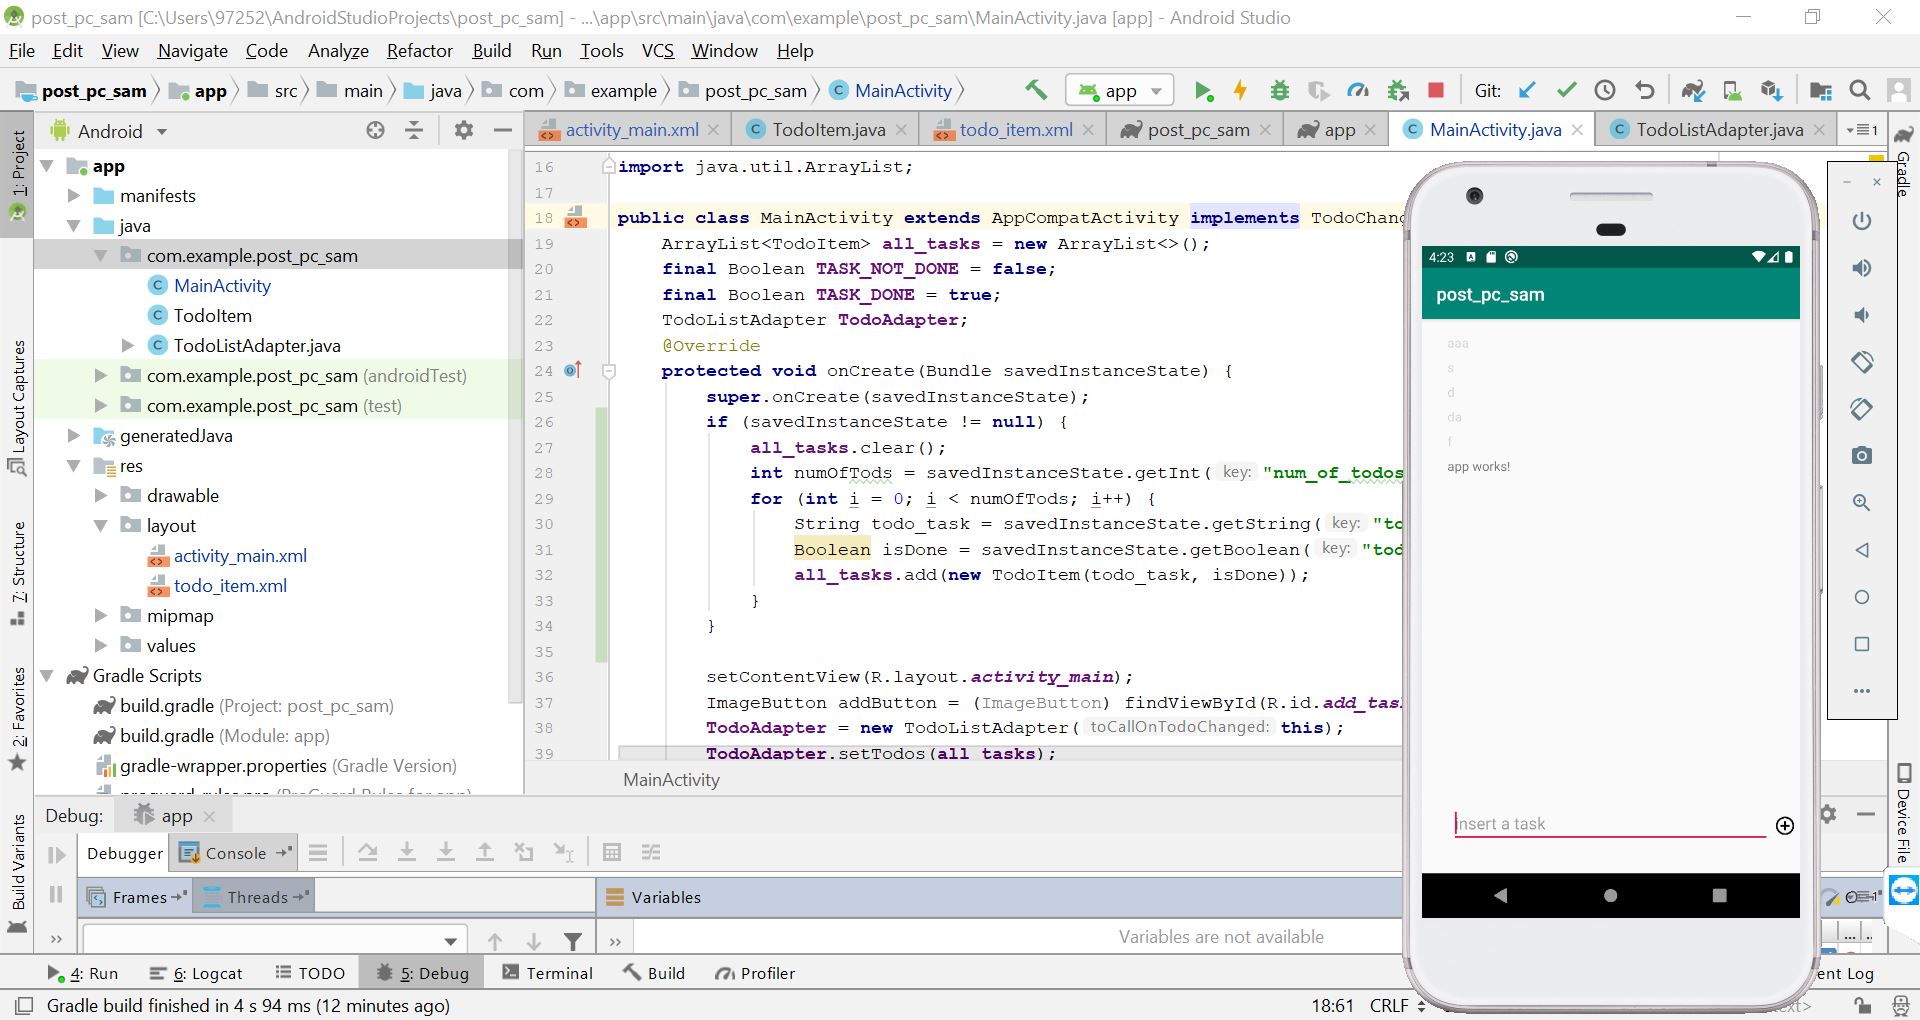 post_pc_sam [C:\Users\97252\AndroidStudioProjects\post_pc_sam] - ...\app\src\main\java\com\example\post_pc_sam\MainActivity.java [app] - Android Studio
File Edit View Navigate Code Analyze Refactor Build Run Tools VCS Window Help
post_pc_sam app src main java com example post_pc_sam MainActivity app Git:
1: Project
7: Structure
Layout Captures
2: Favorites
Build Variants
Android
app
manifests
java
com.example.post_pc_sam
MainActivity
TodoItem
TodoListAdapter.java
com.example.post_pc_sam (androidTest)
com.example.post_pc_sam (test)
generatedJava
res
drawable
layout
activity_main.xml
todo_item.xml
mipmap
values
Gradle Scripts
build.gradle (Project: post_pc_sam)
build.gradle (Module: app)
gradle-wrapper.properties (Gradle Version)
activity_main.xml TodoItem.java todo_item.xml post_pc_sam app MainActivity.java TodoListAdapter.java 1
16 import java.util.ArrayList;
17
18 public class MainActivity extends AppCompatActivity implements TodoChang
19 ArrayList<TodoItem> all_tasks = new ArrayList<>();
20 final Boolean TASK_NOT_DONE = false;
21 final Boolean TASK_DONE = true;
22 TodoListAdapter TodoAdapter;
23 @Override
24 protected void onCreate(Bundle savedInstanceState) {
25 super.onCreate(savedInstanceState);
26 if (savedInstanceState != null) {
27 all_tasks.clear();
28 int numOfTods = savedInstanceState.getInt( key: "num_of_todos
29 for (int i = 0; i < numOfTods; i++) {
30 String todo_task = savedInstanceState.getString( key: "to
31 Boolean isDone = savedInstanceState.getBoolean( key: "tod
32 all_tasks.add(new TodoItem(todo_task, isDone));
33 }
34 }
35
36 setContentView(R.layout.activity_main);
37 ImageButton addButton = (ImageButton) findViewById(R.id.add_tas
38 TodoAdapter = new TodoListAdapter( toCallOnTodoChanged: this);
39 TodoAdapter.setTodos(all_tasks);
MainActivity
4:23
post_pc_sam
aaa
s
d
da
f
app works!
insert a task
Gradle
Device File
Debug: app
Debugger Console
Frames Threads Variables
Variables are not available
4: Run 6: Logcat TODO 5: Debug Terminal Build Profiler ent Log
Gradle build finished in 4 s 94 ms (12 minutes ago) 18:61 CRLF